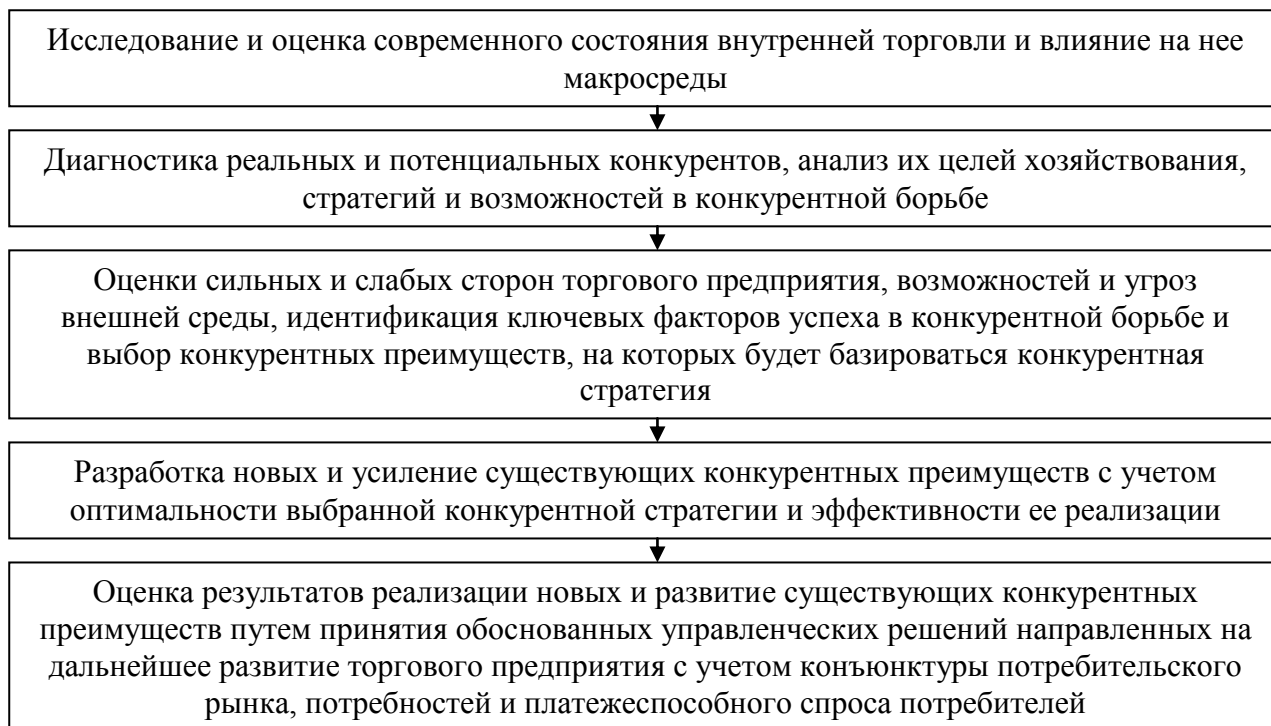 Исследование и оценка современного состояния внутренней торговли и влияние на нее
макросреды
Диагностика реальных и потенциальных конкурентов, анализ их целей хозяйствования,
стратегий и возможностей в конкурентной борьбе
Оценки сильных и слабых сторон торгового предприятия, возможностей и угроз
внешней среды, идентификация ключевых факторов успеха в конкурентной борьбе и
выбор конкурентных преимуществ, на которых будет базироваться конкурентная
стратегия
Разработка новых и усиление существующих конкурентных преимуществ с учетом
оптимальности выбранной конкурентной стратегии и эффективности ее реализации
Оценка результатов реализации новых и развитие существующих конкурентных
преимуществ путем принятия обоснованных управленческих решений направленных на
дальнейшее развитие торгового предприятия с учетом конъюнктуры потребительского
рынка, потребностей и платежеспособного спроса потребителей